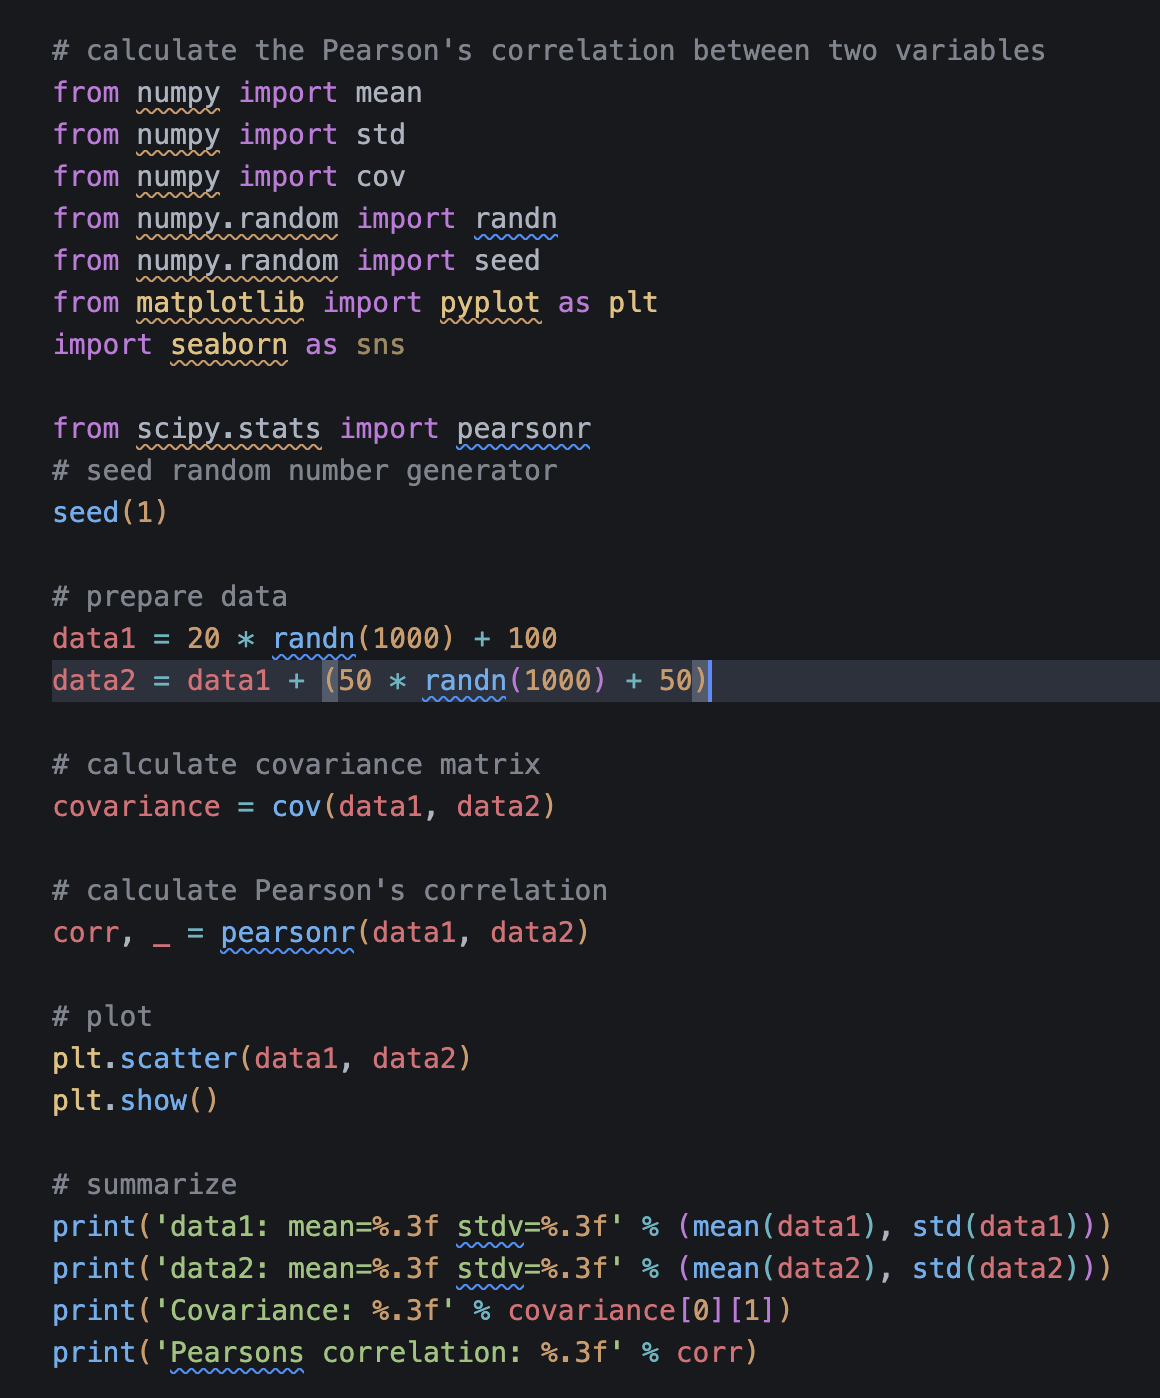 # calculate the Pearson's correlation between two variables
from numpy import mean
from numpy import std
from numpy import cov
from numpy.random import randn
from numpy.random import seed
from matplotlib import pyplot as plt
import seaborn as sns
from scipy.stats import pearsonr
# seed random number generator
seed(1)
# prepare data
data1 = 20 * randn(1000) + 100
data2 = data1 + (50 * randn(1000) + 50)
# calculate covariance matrix
covariance = cov(data1, data2)
# calculate Pearson's correlation
corr, _ = pearsonr(data1, data2)
# plot
plt.scatter(data1, data2)
plt.show()
# summarize
print('data1: mean=%.3f stdv=%.3f' % (mean(data1), std(data1)))
print('data2: mean=%.3f stdv=%.3f' % (mean(data2), std(data2)))
print('Covariance: %.3f' % covariance[0][1])
print('Pearsons correlation: %.3f' % corr)